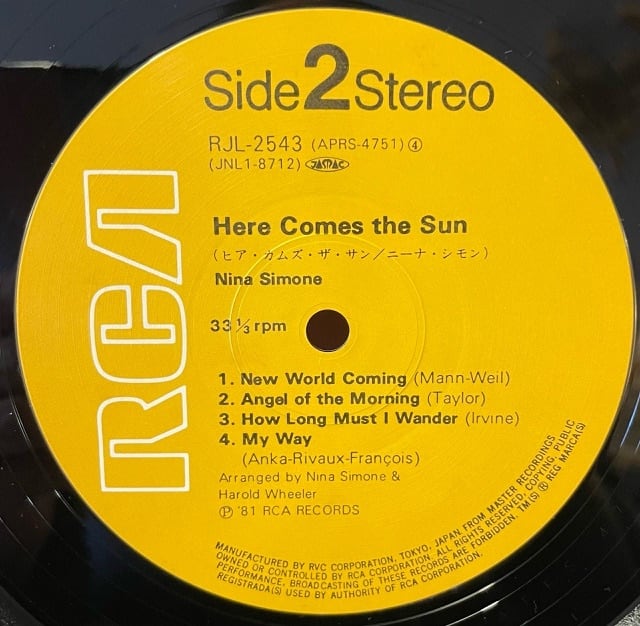 Side 2 Stereo
RJL-2543 (APRS-4751) ④
(JNL1-8712) JASRAC
RCA
Here Comes the Sun
(ヒア・カムズ・ザ・サン/ニーナ・シモン)
Nina Simone
33 1/3 rpm
1. New World Coming (Mann-Weil)
2. Angel of the Morning (Taylor)
3. How Long Must I Wander (Irvine)
4. My Way
(Anka-Rivaux-François)
Arranged by Nina Simone &
Harold Wheeler
Ⓟ '81 RCA RECORDS
MANUFACTURED BY RVC CORPORATION, TOKYO, JAPAN FROM MASTER RECORDINGS
OWNED OR CONTROLLED BY RCA CORPORATION. ALL RIGHTS RESERVED, COPYING, PUBLIC
PERFORMANCE, BROADCASTING OF THESE RECORDS ARE FORBIDDEN. TM(S) ® REG MARCA(S)
REGISTRADA(S) USED BY AUTHORITY OF RCA CORPORATION.